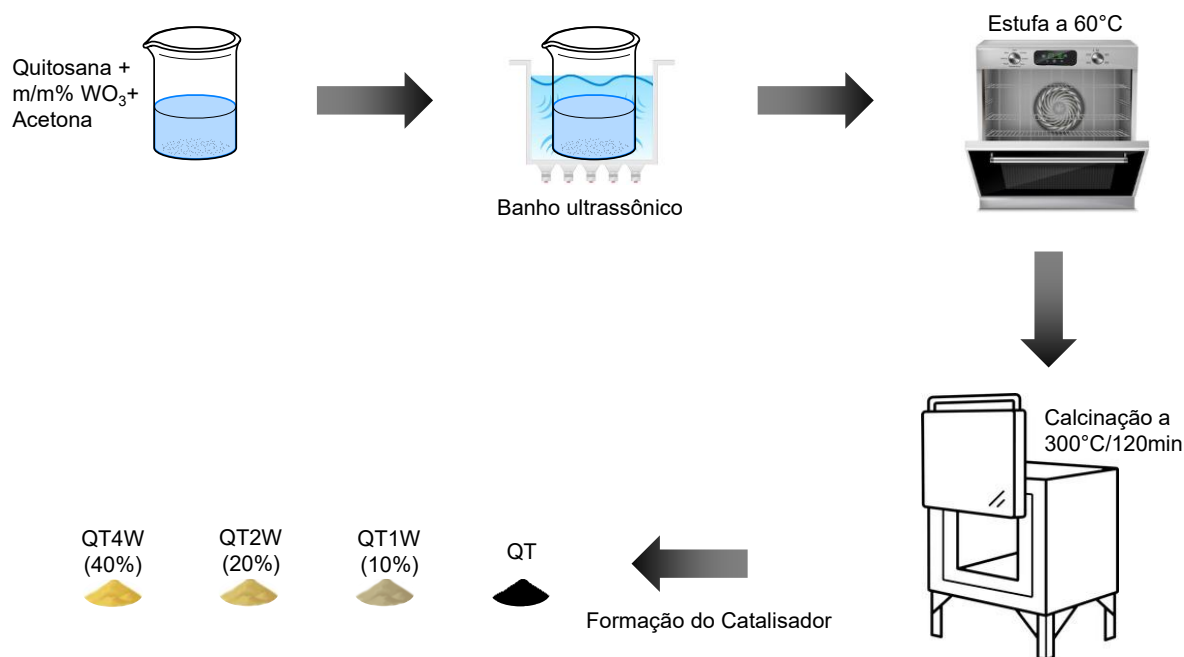 Quitosana +
m/m% WO₃+
Acetona
Banho ultrassônico
Estufa a 60°C
Calcinação a
300°C/120min
Formação do Catalisador
QT
QT1W
(10%)
QT2W
(20%)
QT4W
(40%)